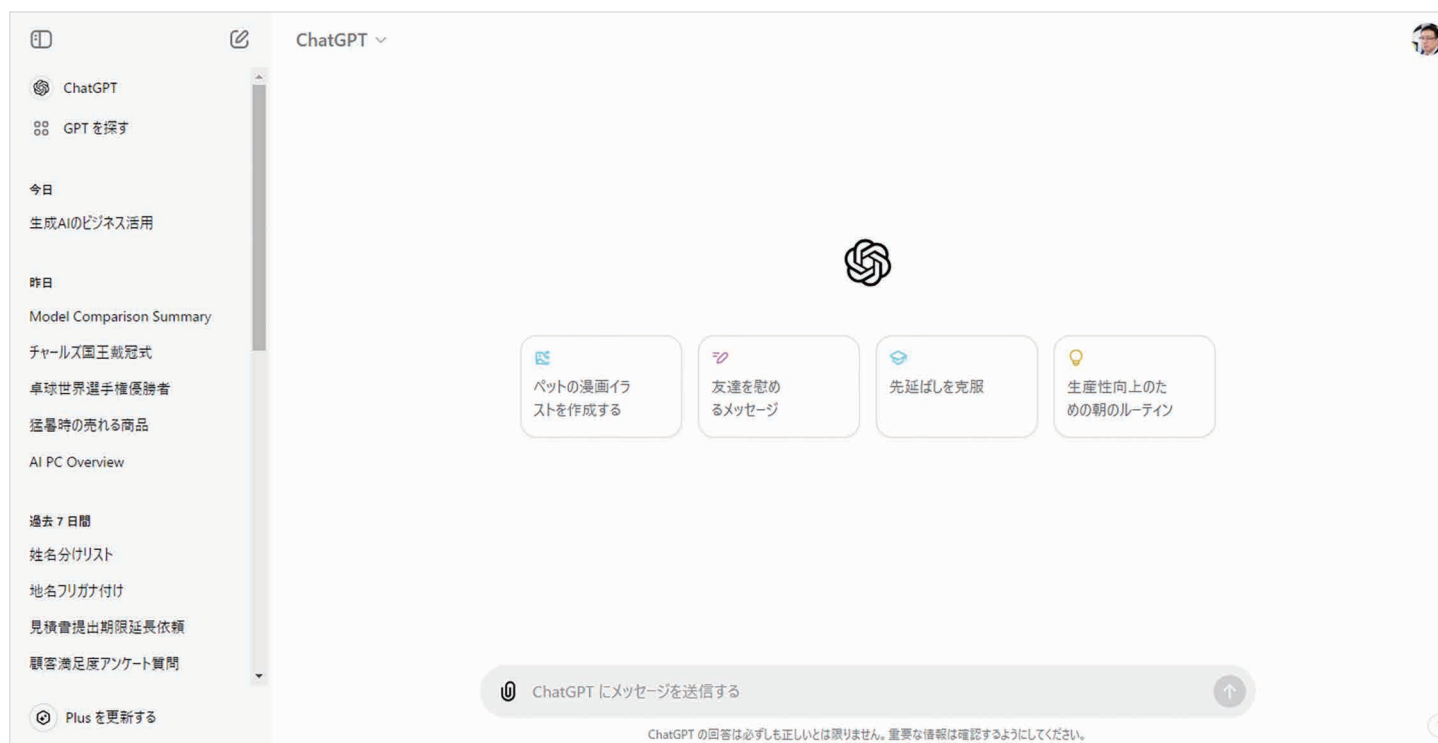 ChatGPT
ChatGPT
GPT を探す
今日
生成AIのビジネス活用
昨日
Model Comparison Summary
チャールズ国王戴冠式
卓球世界選手権優勝者
猛暑時の売れる商品
AI PC Overview
過去 7 日間
姓名分けリスト
地名フリガナ付け
見積書提出期限延長依頼
顧客満足度アンケート質問
Plus を更新する
ペットの漫画イラ
ストを作成する
友達を慰め
るメッセージ
先延ばしを克服
生産性向上のた
めの朝のルーティン
ChatGPT にメッセージを送信する
ChatGPT の回答は必ずしも正しいとは限りません。重要な情報は確認するようにしてください。